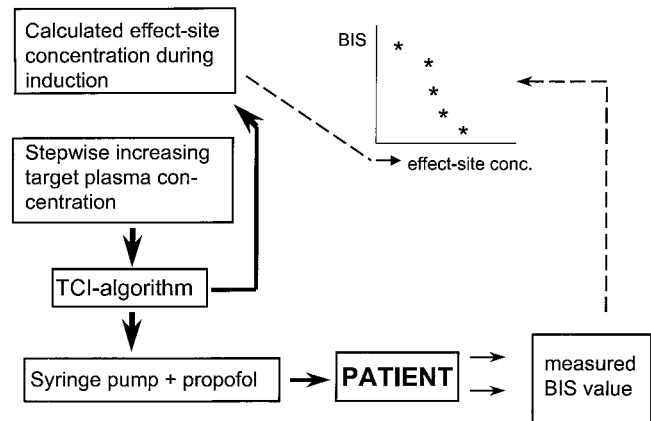 Calculated effect-site
concentration during
induction
BIS
* * * * *
effect-site conc.
Stepwise increasing
target plasma con-
centration
TCI-algorithm
Syringe pump + propofol
PATIENT
measured
BIS value